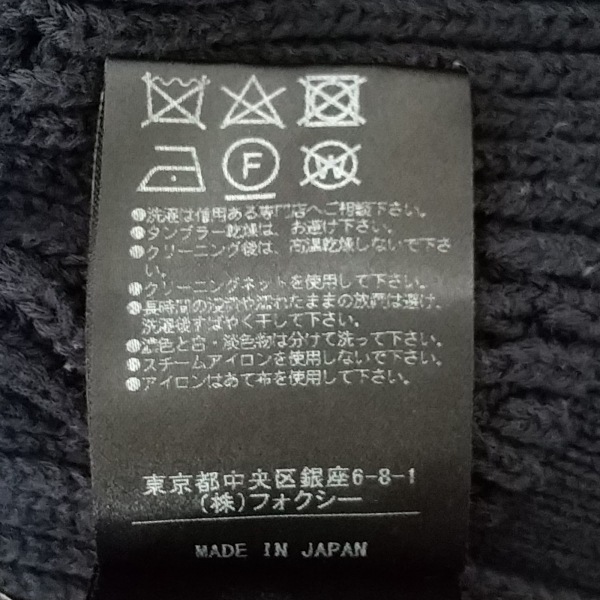 F
W
●洗濯は信用ある専門店へご相談下さい。
●タンブラー乾燥は、お避け下さい。
●クリーニング後は、高温乾燥しないで下さ
い。
●クリーニングネットを使用して下さい。
●長時間の浸漬や濡れたままの放置は避け、
洗濯後すばやく干して下さい。
●濃色と白・淡色物は分けて洗って下さい。
●スチームアイロンを使用しないで下さい。
●アイロンはあて布を使用して下さい。
東京都中央区銀座6-8-1
(株)フォクシー
MADE IN JAPAN